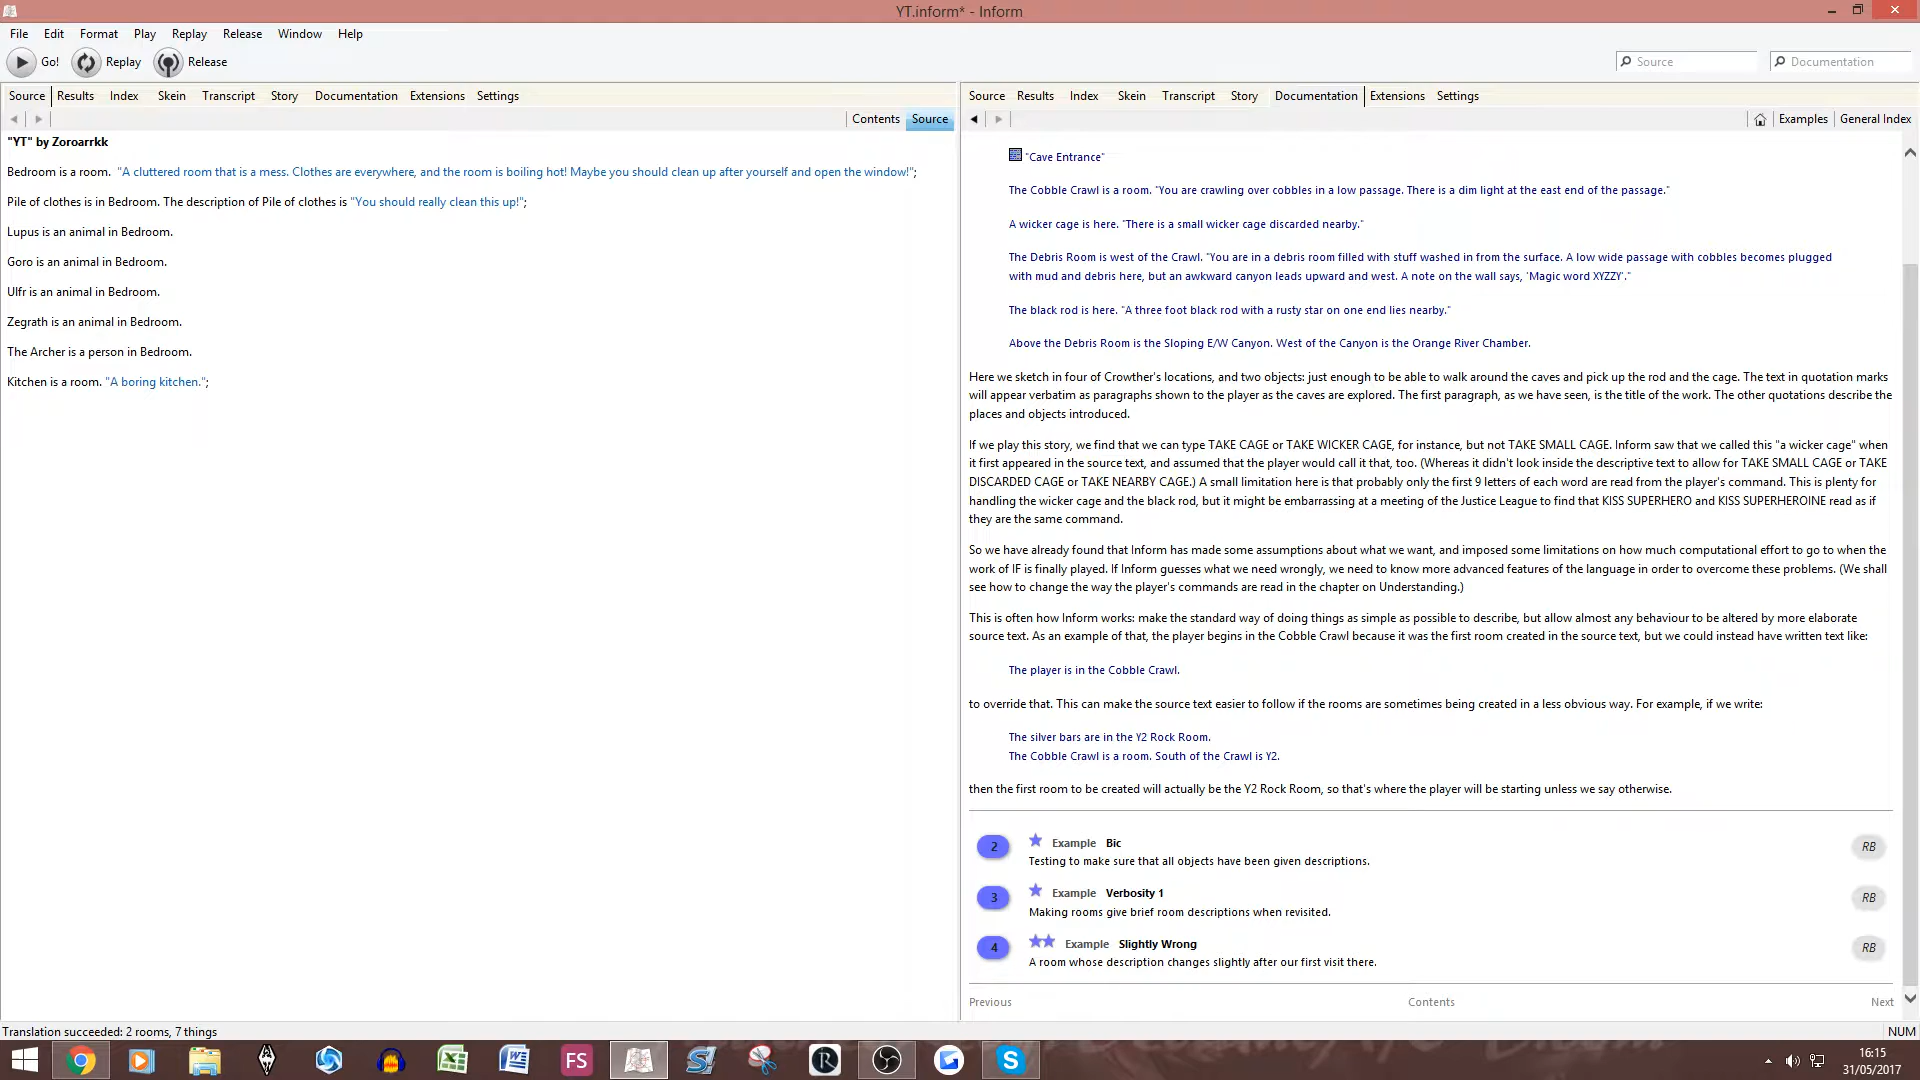 YT.inform* - Inform
File Edit Format Play Replay Release Window Help
Go! Replay Release
Source Documentation
Source Results Index Skein Transcript Story Documentation Extensions Settings
Contents Source
"YT" by Zoroarrkk
Bedroom is a room. "A cluttered room that is a mess. Clothes are everywhere, and the room is boiling hot! Maybe you should clean up after yourself and open the window!";
Pile of clothes is in Bedroom. The description of Pile of clothes is "You should really clean this up!";
Lupus is an animal in Bedroom.
Goro is an animal in Bedroom.
Ulfr is an animal in Bedroom.
Zegrath is an animal in Bedroom.
The Archer is a person in Bedroom.
Kitchen is a room. "A boring kitchen.";
Source Results Index Skein Transcript Story Documentation Extensions Settings
Examples General Index
"Cave Entrance"
The Cobble Crawl is a room. "You are crawling over cobbles in a low passage. There is a dim light at the east end of the passage."
A wicker cage is here. "There is a small wicker cage discarded nearby."
The Debris Room is west of the Crawl. "You are in a debris room filled with stuff washed in from the surface. A low wide passage with cobbles becomes plugged
with mud and debris here, but an awkward canyon leads upward and west. A note on the wall says, 'Magic word XYZZY'."
The black rod is here. "A three foot black rod with a rusty star on one end lies nearby."
Above the Debris Room is the Sloping E/W Canyon. West of the Canyon is the Orange River Chamber.
Here we sketch in four of Crowther's locations, and two objects: just enough to be able to walk around the caves and pick up the rod and the cage. The text in quotation marks
will appear verbatim as paragraphs shown to the player as the caves are explored. The first paragraph, as we have seen, is the title of the work. The other quotations describe the
places and objects introduced.
If we play this story, we find that we can type TAKE CAGE or TAKE WICKER CAGE, for instance, but not TAKE SMALL CAGE. Inform saw that we called this "a wicker cage" when
it first appeared in the source text, and assumed that the player would call it that, too. (Whereas it didn't look inside the descriptive text to allow for TAKE SMALL CAGE or TAKE
DISCARDED CAGE or TAKE NEARBY CAGE.) A small limitation here is that probably only the first 9 letters of each word are read from the player's command. This is plenty for
handling the wicker cage and the black rod, but it might be embarrassing at a meeting of the Justice League to find that KISS SUPERHERO and KISS SUPERHEROINE read as if
they are the same command.
So we have already found that Inform has made some assumptions about what we want, and imposed some limitations on how much computational effort to go to when the
work of IF is finally played. If Inform guesses what we need wrongly, we need to know more advanced features of the language in order to overcome these problems. (We shall
see how to change the way the player's commands are read in the chapter on Understanding.)
This is often how Inform works: make the standard way of doing things as simple as possible to describe, but allow almost any behaviour to be altered by more elaborate
source text. As an example of that, the player begins in the Cobble Crawl because it was the first room created in the source text, but we could instead have written text like:
The player is in the Cobble Crawl.
to override that. This can make the source text easier to follow if the rooms are sometimes being created in a less obvious way. For example, if we write:
The silver bars are in the Y2 Rock Room.
The Cobble Crawl is a room. South of the Crawl is Y2.
then the first room to be created will actually be the Y2 Rock Room, so that's where the player will be starting unless we say otherwise.
2 Example Bic RB
Testing to make sure that all objects have been given descriptions.
3 Example Verbosity 1 RB
Making rooms give brief room descriptions when revisited.
4 Example Slightly Wrong RB
A room whose description changes slightly after our first visit there.
Previous Contents Next
Translation succeeded: 2 rooms, 7 things
NUM
FS
R
S
16:15
31/05/2017